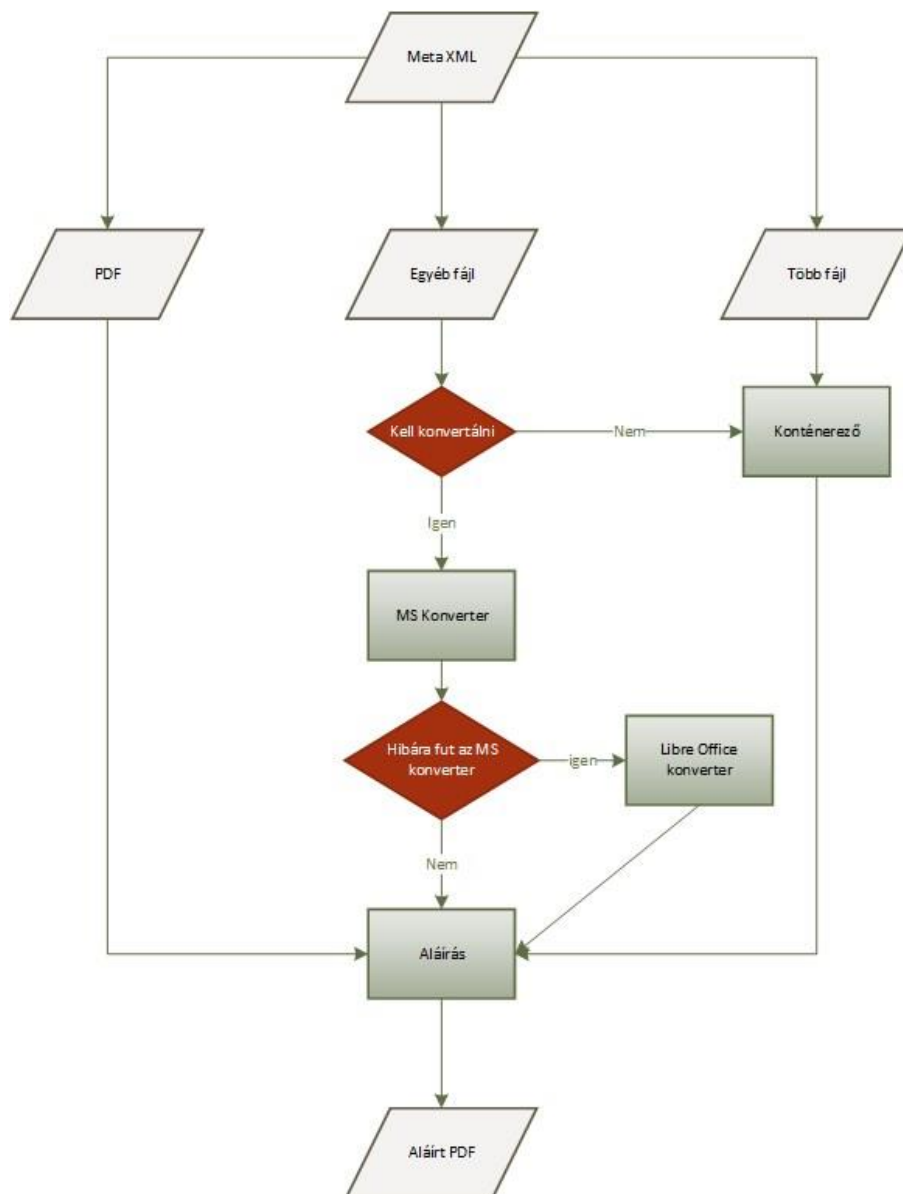 Meta XML
PDF
Egyéb fájl
Több fájl
Kell konvertálni
Nem
Konténerező
Igen
MS Konverter
Hibára fut az MS
konverter
igen
Libre Office
konverter
Nem
Aláírás
Aláírt PDF